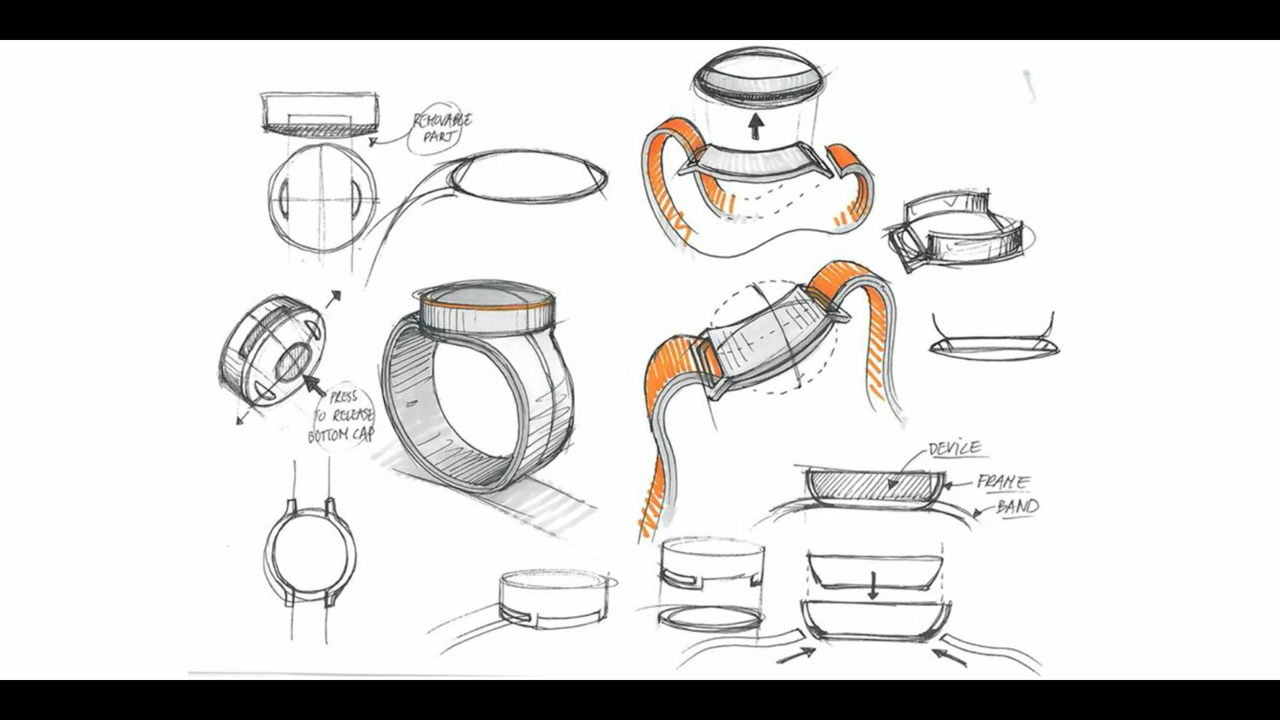 REMOVABLE
PART
PRESS
TO RELEASE
BOTTOM CAP
DEVICE
FRAME
BAND